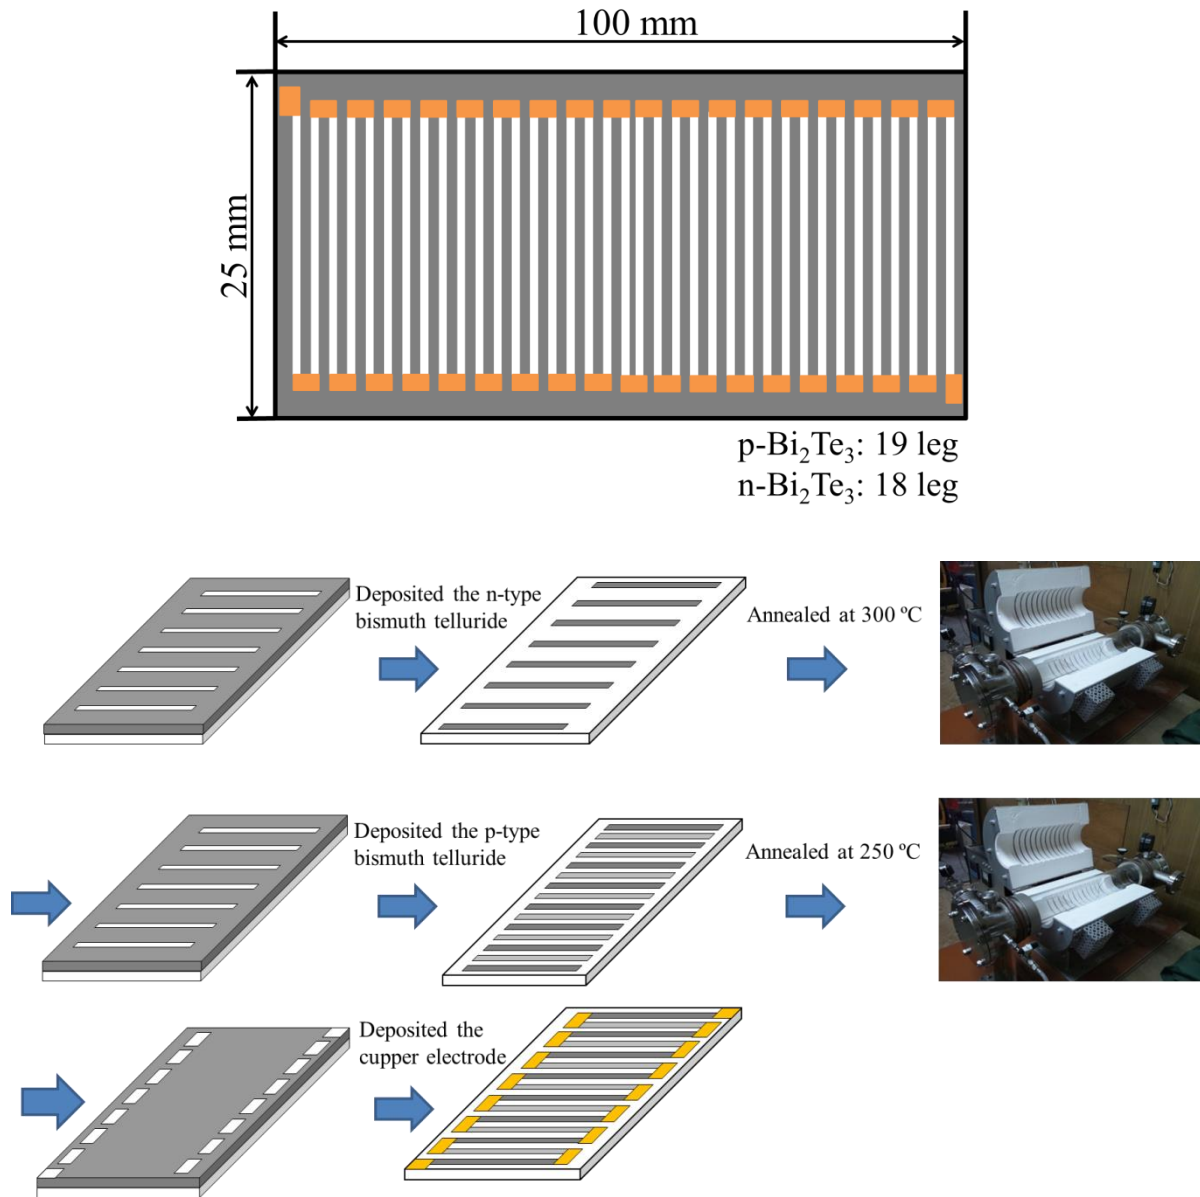 100 mm
25 mm
p-Bi₂Te₃: 19 leg
n-Bi₂Te₃: 18 leg
Deposited the n-type
bismuth telluride
Annealed at 300 ºC
Deposited the p-type
bismuth telluride
Annealed at 250 ºC
Deposited the
cupper electrode